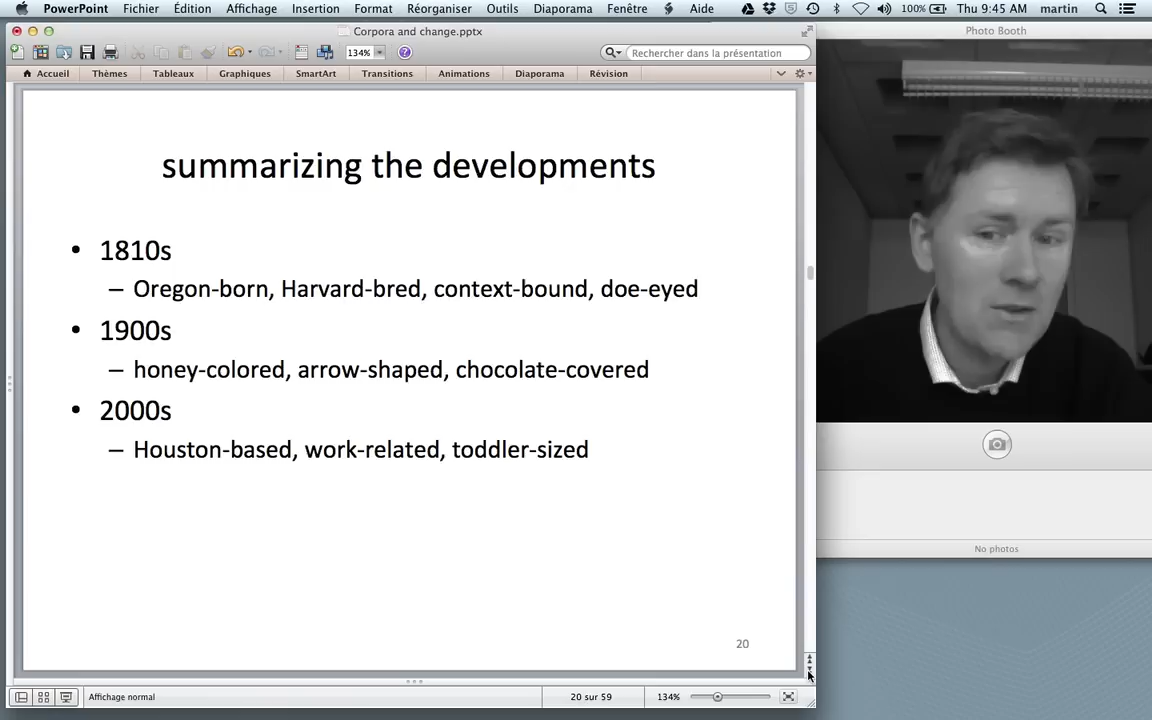 PowerPoint Fichier Édition Affichage Insertion Format Réorganiser Outils Diaporama Fenêtre Aide 100% Thu 9:45 AM martin
Corpora and change.pptx
134%
Rechercher dans la présentation
Accueil Thèmes Tableaux Graphiques SmartArt Transitions Animations Diaporama Révision
summarizing the developments
• 1810s
– Oregon-born, Harvard-bred, context-bound, doe-eyed
• 1900s
– honey-colored, arrow-shaped, chocolate-covered
• 2000s
– Houston-based, work-related, toddler-sized
20
Affichage normal 20 sur 59 134%
Photo Booth
No photos